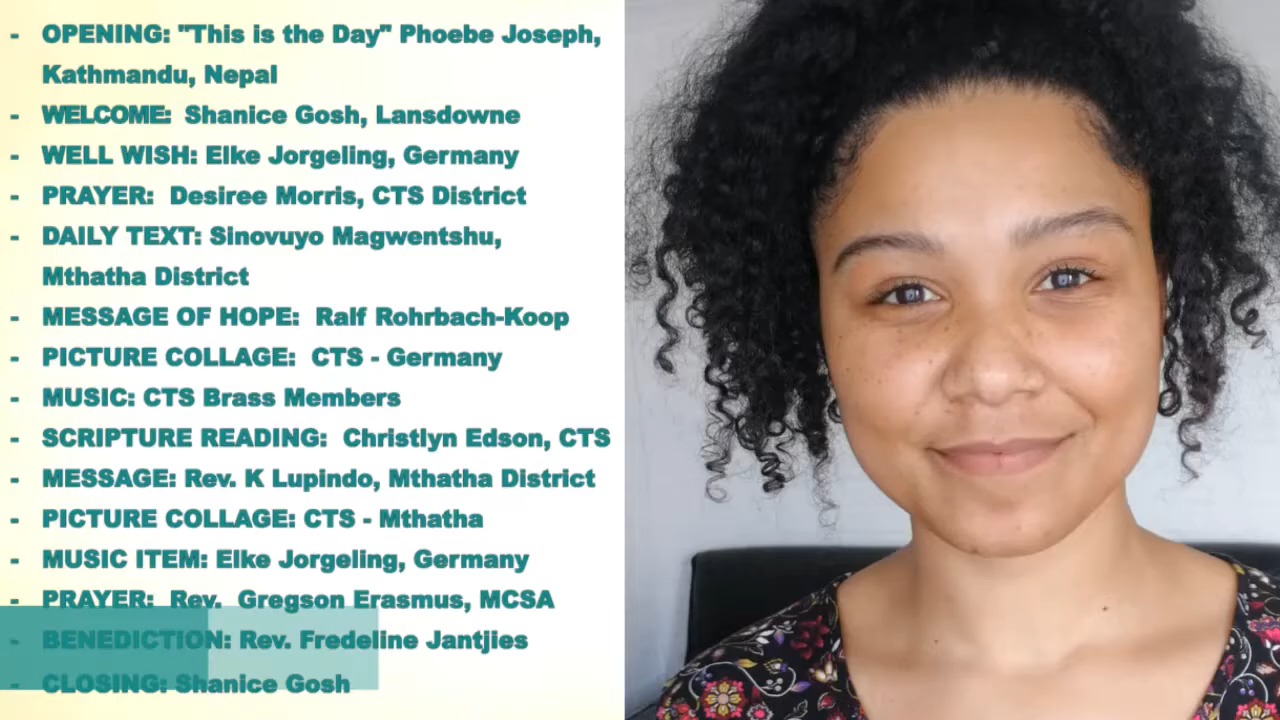 - OPENING: "This is the Day" Phoebe Joseph,
Kathmandu, Nepal
- WELCOME: Shanice Gosh, Lansdowne
- WELL WISH: Elke Jorgeling, Germany
- PRAYER: Desiree Morris, CTS District
- DAILY TEXT: Sinovuyo Magwentshu,
Mthatha District
- MESSAGE OF HOPE: Ralf Rohrbach-Koop
- PICTURE COLLAGE: CTS - Germany
- MUSIC: CTS Brass Members
- SCRIPTURE READING: Christlyn Edson, CTS
- MESSAGE: Rev. K Lupindo, Mthatha District
- PICTURE COLLAGE: CTS - Mthatha
- MUSIC ITEM: Elke Jorgeling, Germany
- PRAYER: Rev. Gregson Erasmus, MCSA
- BENEDICTION: Rev. Fredeline Jantjies
- CLOSING: Shanice Gosh